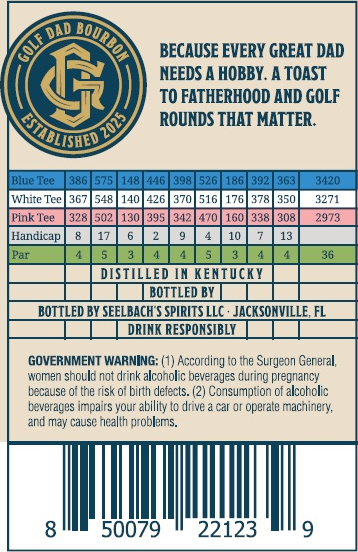 GOLF DAD BOURBON
G
ESTABLISHED 2025
BECAUSE EVERY GREAT DAD
NEEDS A HOBBY. A TOAST
TO FATHERHOOD AND GOLF
ROUNDS THAT MATTER.
Blue Tee 386 575 148 446 398 526 186 392 363 3420
White Tee 367 548 140 426 370 516 176 378 350 3271
Pink Tee 328 502 130 395 342 470 160 338 308 2973
Handicap 8 17 6 2 9 4 10 7 13
Par 4 5 3 4 4 5 3 4 4 36
DISTILLED IN KENTUCKY
BOTTLED BY
BOTTLED BY SEELBACH'S SPIRITS LLC · JACKSONVILLE, FL
DRINK RESPONSIBLY
GOVERNMENT WARNING: (1) According to the Surgeon General,
women should not drink alcoholic beverages during pregnancy
because of the risk of birth defects. (2) Consumption of alcoholic
beverages impairs your ability to drive a car or operate machinery,
and may cause health problems.
8 50079 22123 9